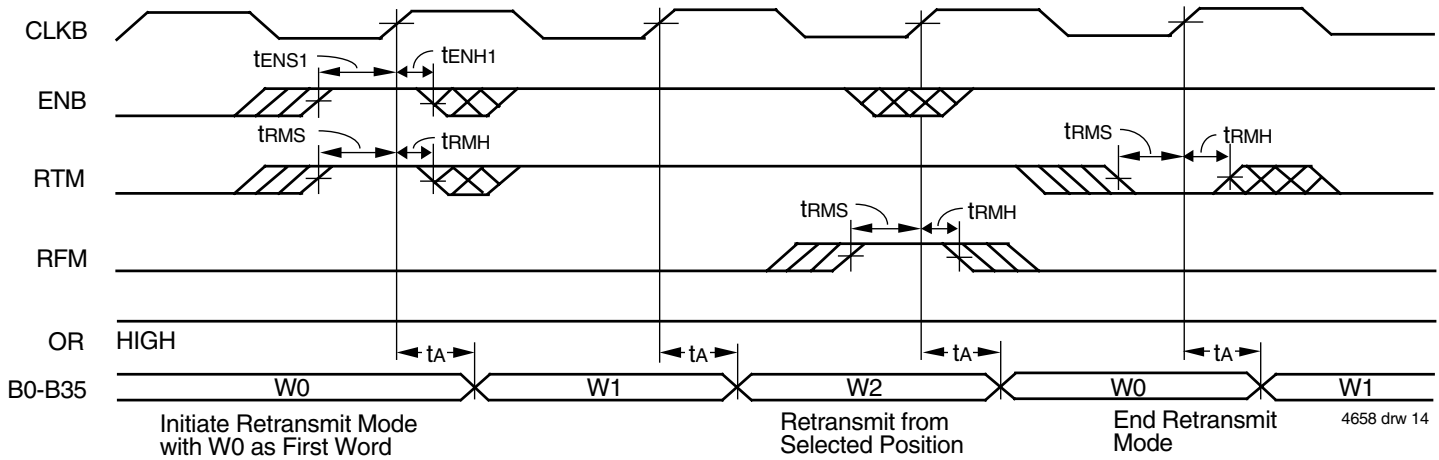 CLKB
tENS1 tENH1
ENB
tRMS tRMH tRMS tRMH
RTM
tRMS tRMH
RFM
OR HIGH
tA tA tA tA
B0-B35 W0 W1 W2 W0 W1
Initiate Retransmit Mode
with W0 as First Word
Retransmit from
Selected Position
End Retransmit
Mode
4658 drw 14